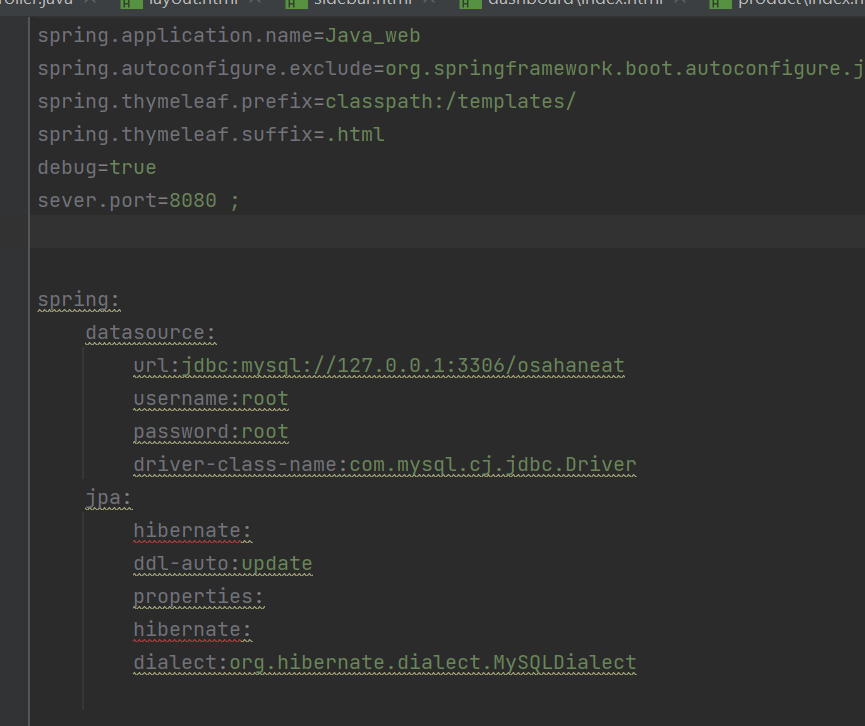 roller.java layout.html sidebar.html dashboard\index.html product\index.h
spring.application.name=Java_web
spring.autoconfigure.exclude=org.springframework.boot.autoconfigure.j
spring.thymeleaf.prefix=classpath:/templates/
spring.thymeleaf.suffix=.html
debug=true
sever.port=8080 ;
spring:
datasource:
url:jdbc:mysql://127.0.0.1:3306/osahaneat
username:root
password:root
driver-class-name:com.mysql.cj.jdbc.Driver
jpa:
hibernate:
ddl-auto:update
properties:
hibernate:
dialect:org.hibernate.dialect.MySQLDialect